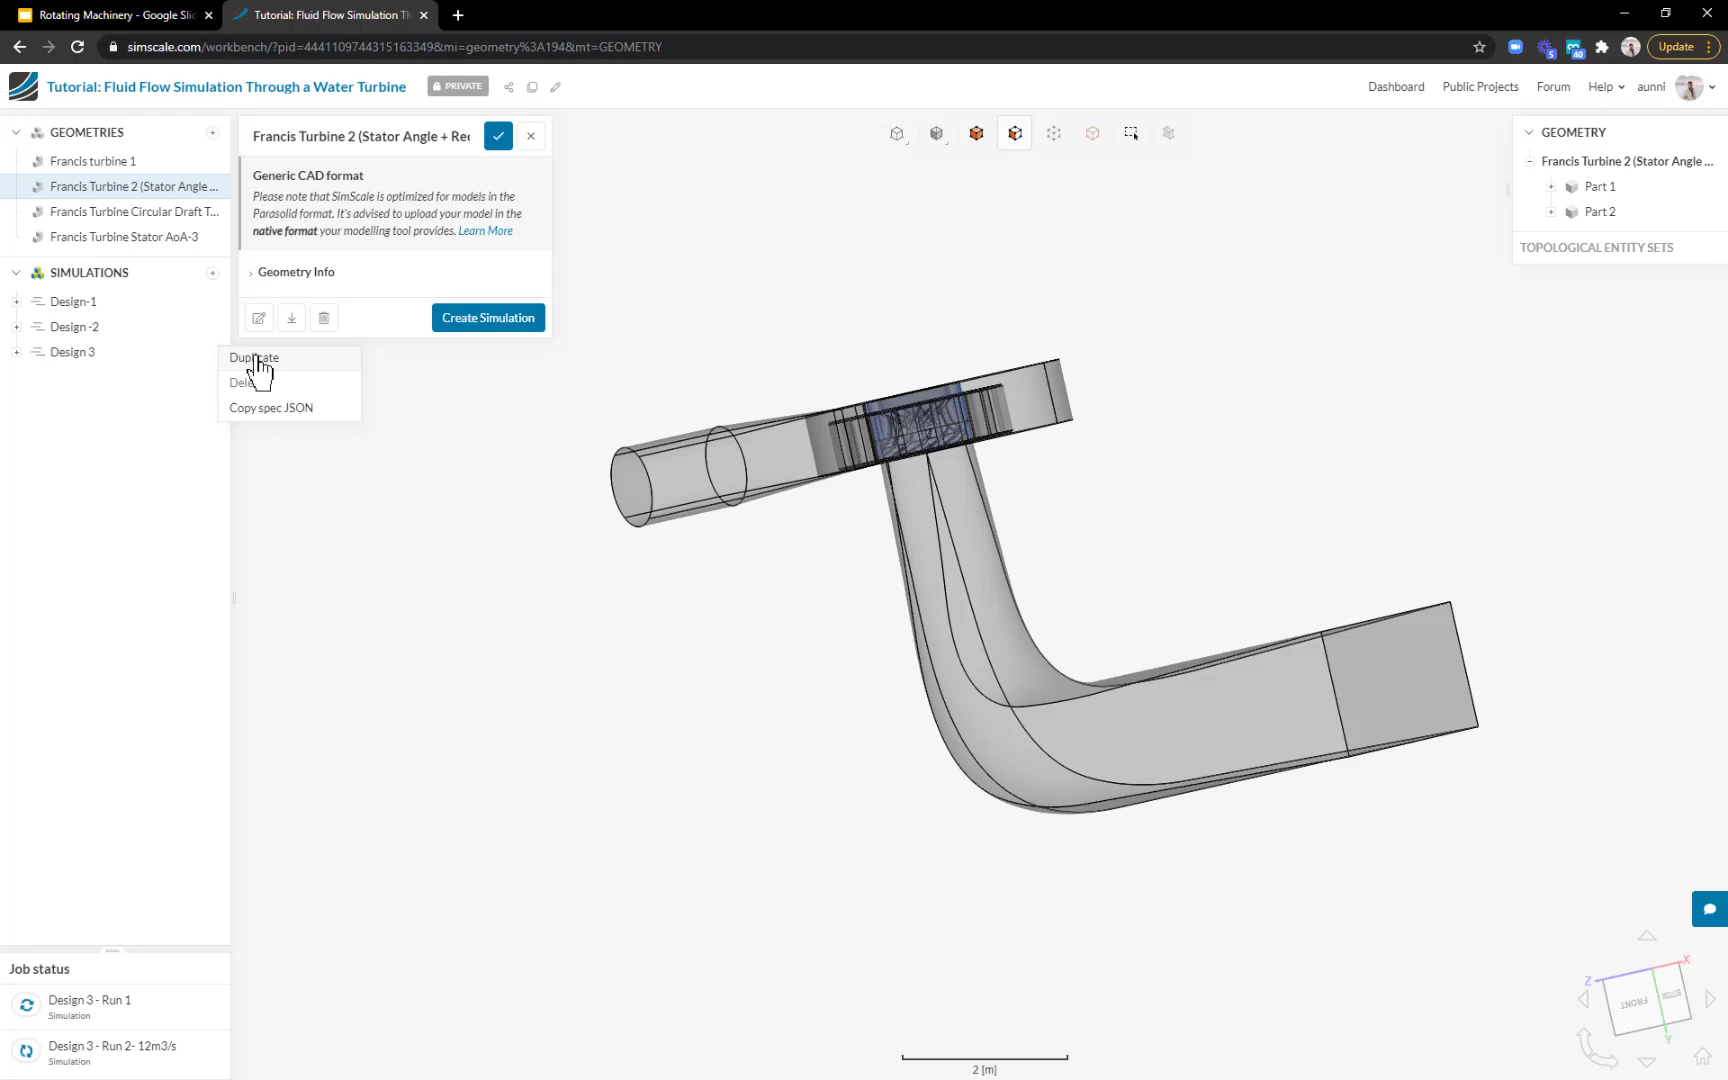 Rotating Machinery - Google Slid
Tutorial: Fluid Flow Simulation Th
simscale.com/workbench/?pid=4441109744315163349&mi=geometry%3A194&mt=GEOMETRY
5
40
Update
Tutorial: Fluid Flow Simulation Through a Water Turbine
PRIVATE
Dashboard
Public Projects
Forum
Help
aunni
GEOMETRIES
Francis turbine 1
Francis Turbine 2 (Stator Angle ...
Francis Turbine Circular Draft T...
Francis Turbine Stator AoA-3
SIMULATIONS
Design-1
Design -2
Design 3
Francis Turbine 2 (Stator Angle + Rec
Generic CAD format
Please note that SimScale is optimized for models in the
Parasolid format. It's advised to upload your model in the
native format your modelling tool provides. Learn More
Geometry Info
Create Simulation
Duplicate
Copy spec JSON
GEOMETRY
Francis Turbine 2 (Stator Angle ...
Part 1
Part 2
TOPOLOGICAL ENTITY SETS
Job status
Design 3 - Run 1
Simulation
Design 3 - Run 2- 12m3/s
Simulation
2 [m]
X
Z
Y
FRONT
BOTTOM